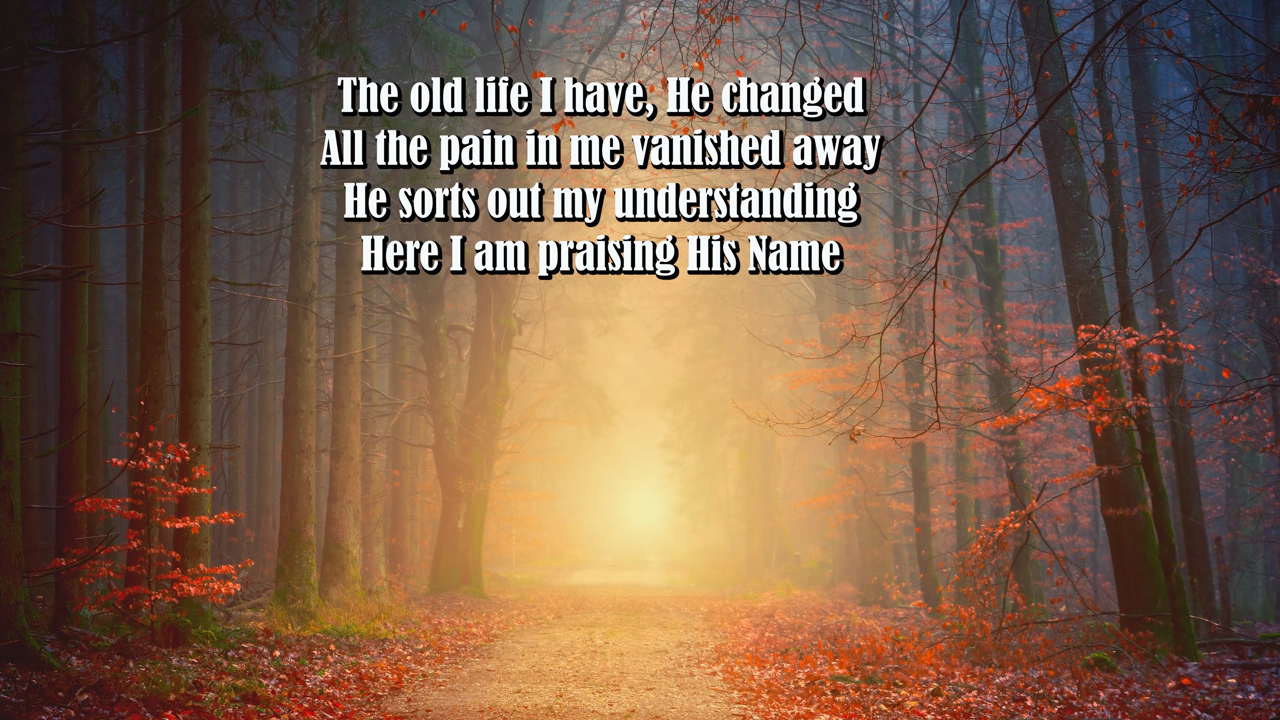 The old life I have, He changed
All the pain in me vanished away
He sorts out my understanding
Here I am praising His Name